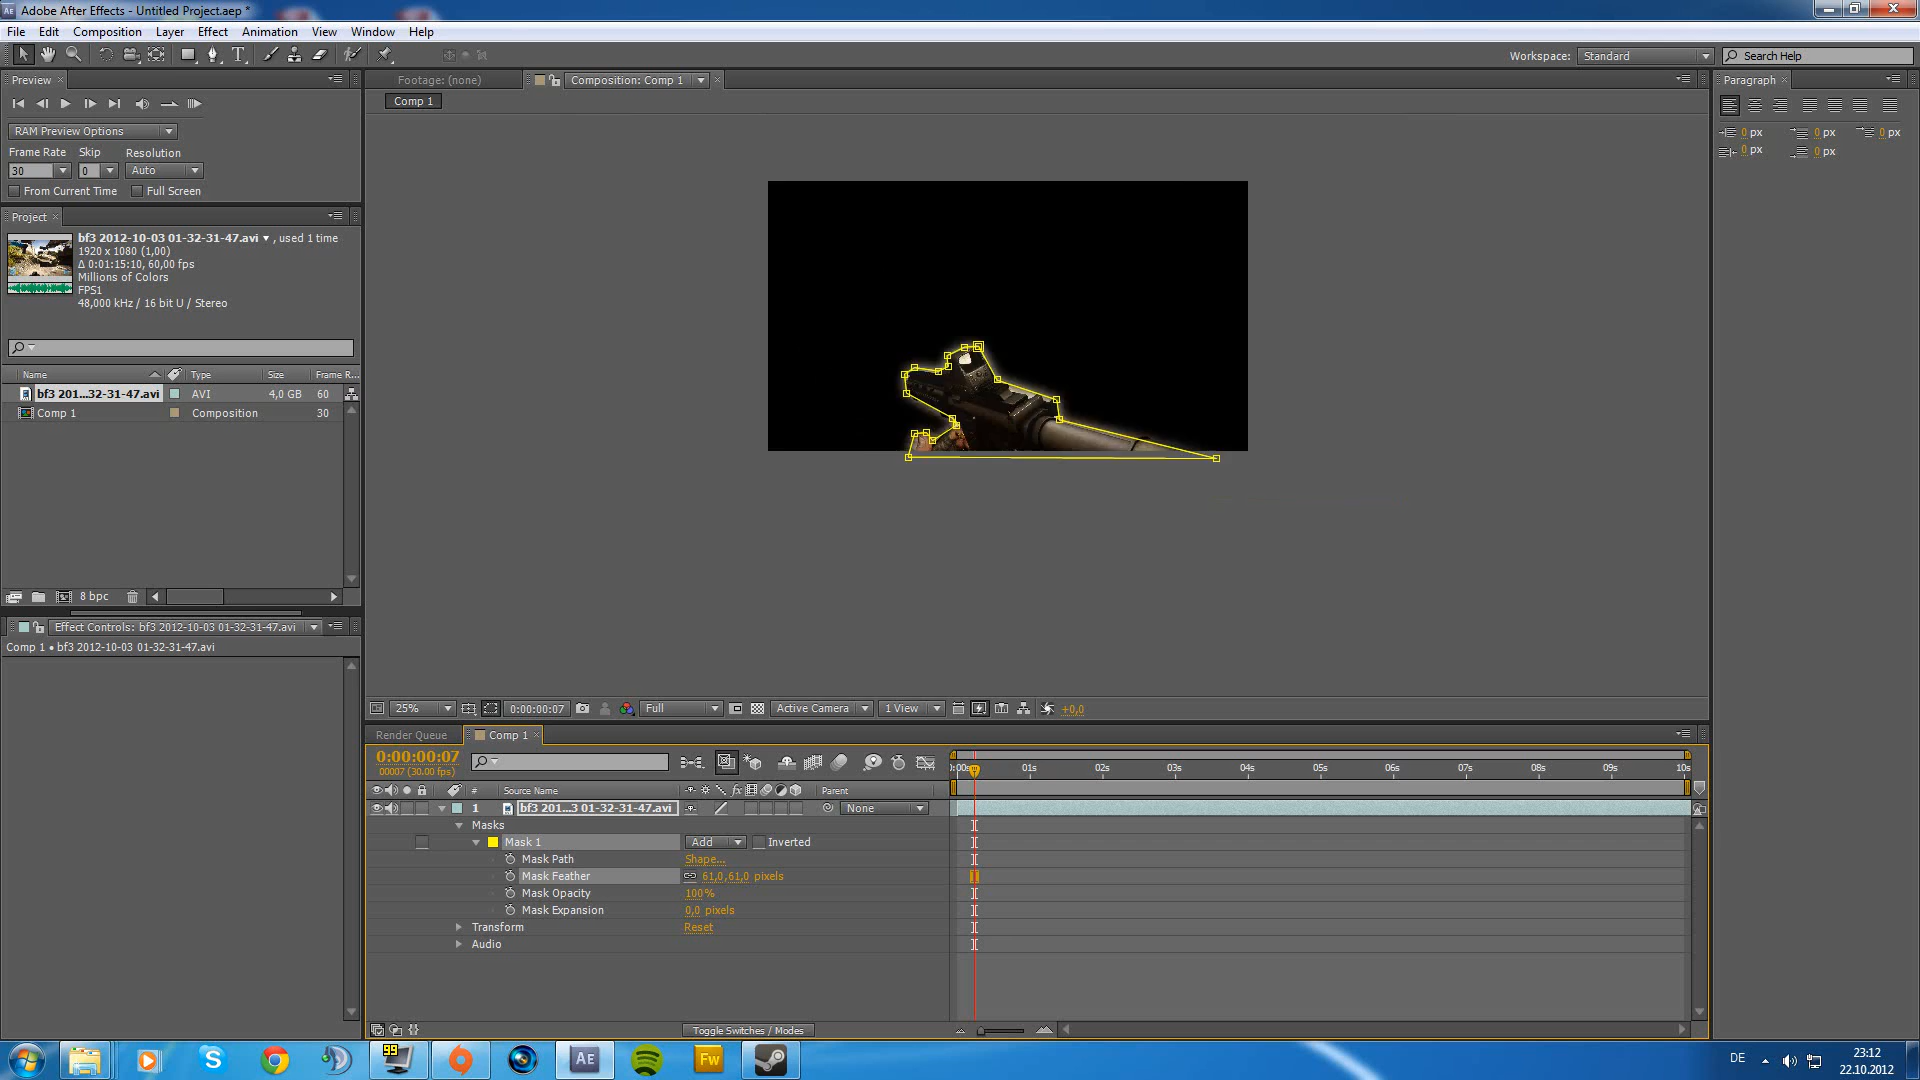 Adobe After Effects - Untitled Project.aep *
File Edit Composition Layer Effect Animation View Window Help
Workspace: Standard Search Help
Preview
RAM Preview Options
Frame Rate Skip Resolution
30 0 Auto
From Current Time Full Screen
Project
bf3 2012-10-03 01-32-31-47.avi , used 1 time
1920 x 1080 (1,00)
Δ 0:01:15:10, 60,00 fps
Millions of Colors
FPS1
48,000 kHz / 16 bit U / Stereo
Name Type Size Frame R...
bf3 201...32-31-47.avi AVI 4,0 GB 60
Comp 1 Composition 30
8 bpc
Effect Controls: bf3 2012-10-03 01-32-31-47.avi
Comp 1 • bf3 2012-10-03 01-32-31-47.avi
Footage: (none) Composition: Comp 1
Comp 1
Paragraph
0 px 0 px 0 px
0 px 0 px
25% 0:00:00:07 Full Active Camera 1 View +0,0
Render Queue Comp 1
0:00:00:07
00007 (30.00 fps)
# Source Name fx Parent
1 bf3 201...3 01-32-31-47.avi None
Masks
Mask 1 Add Inverted
Mask Path Shape...
Mask Feather 61,0,61,0 pixels
Mask Opacity 100%
Mask Expansion 0,0 pixels
Transform Reset
Audio
01s 02s 03s 04s 05s 06s 07s 08s 09s 10s
Toggle Switches / Modes
99
S
Ae
Fw
DE
23:12
22.10.2012